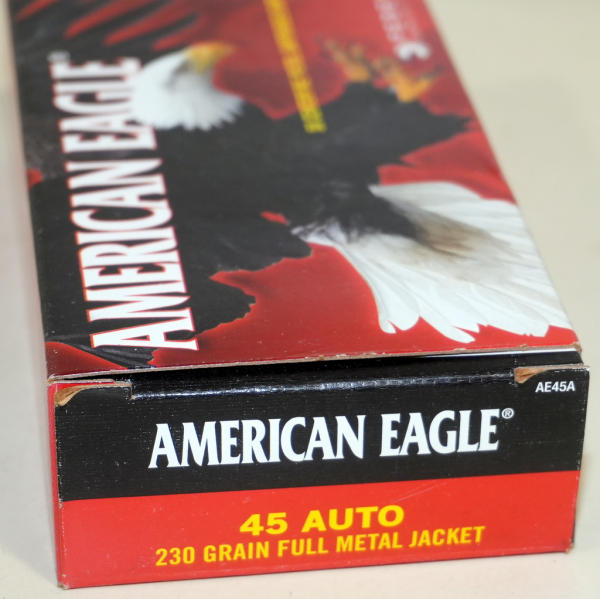 AMERICAN EAGLE®
AE45A
AMERICAN EAGLE®
45 AUTO
230 GRAIN FULL METAL JACKET